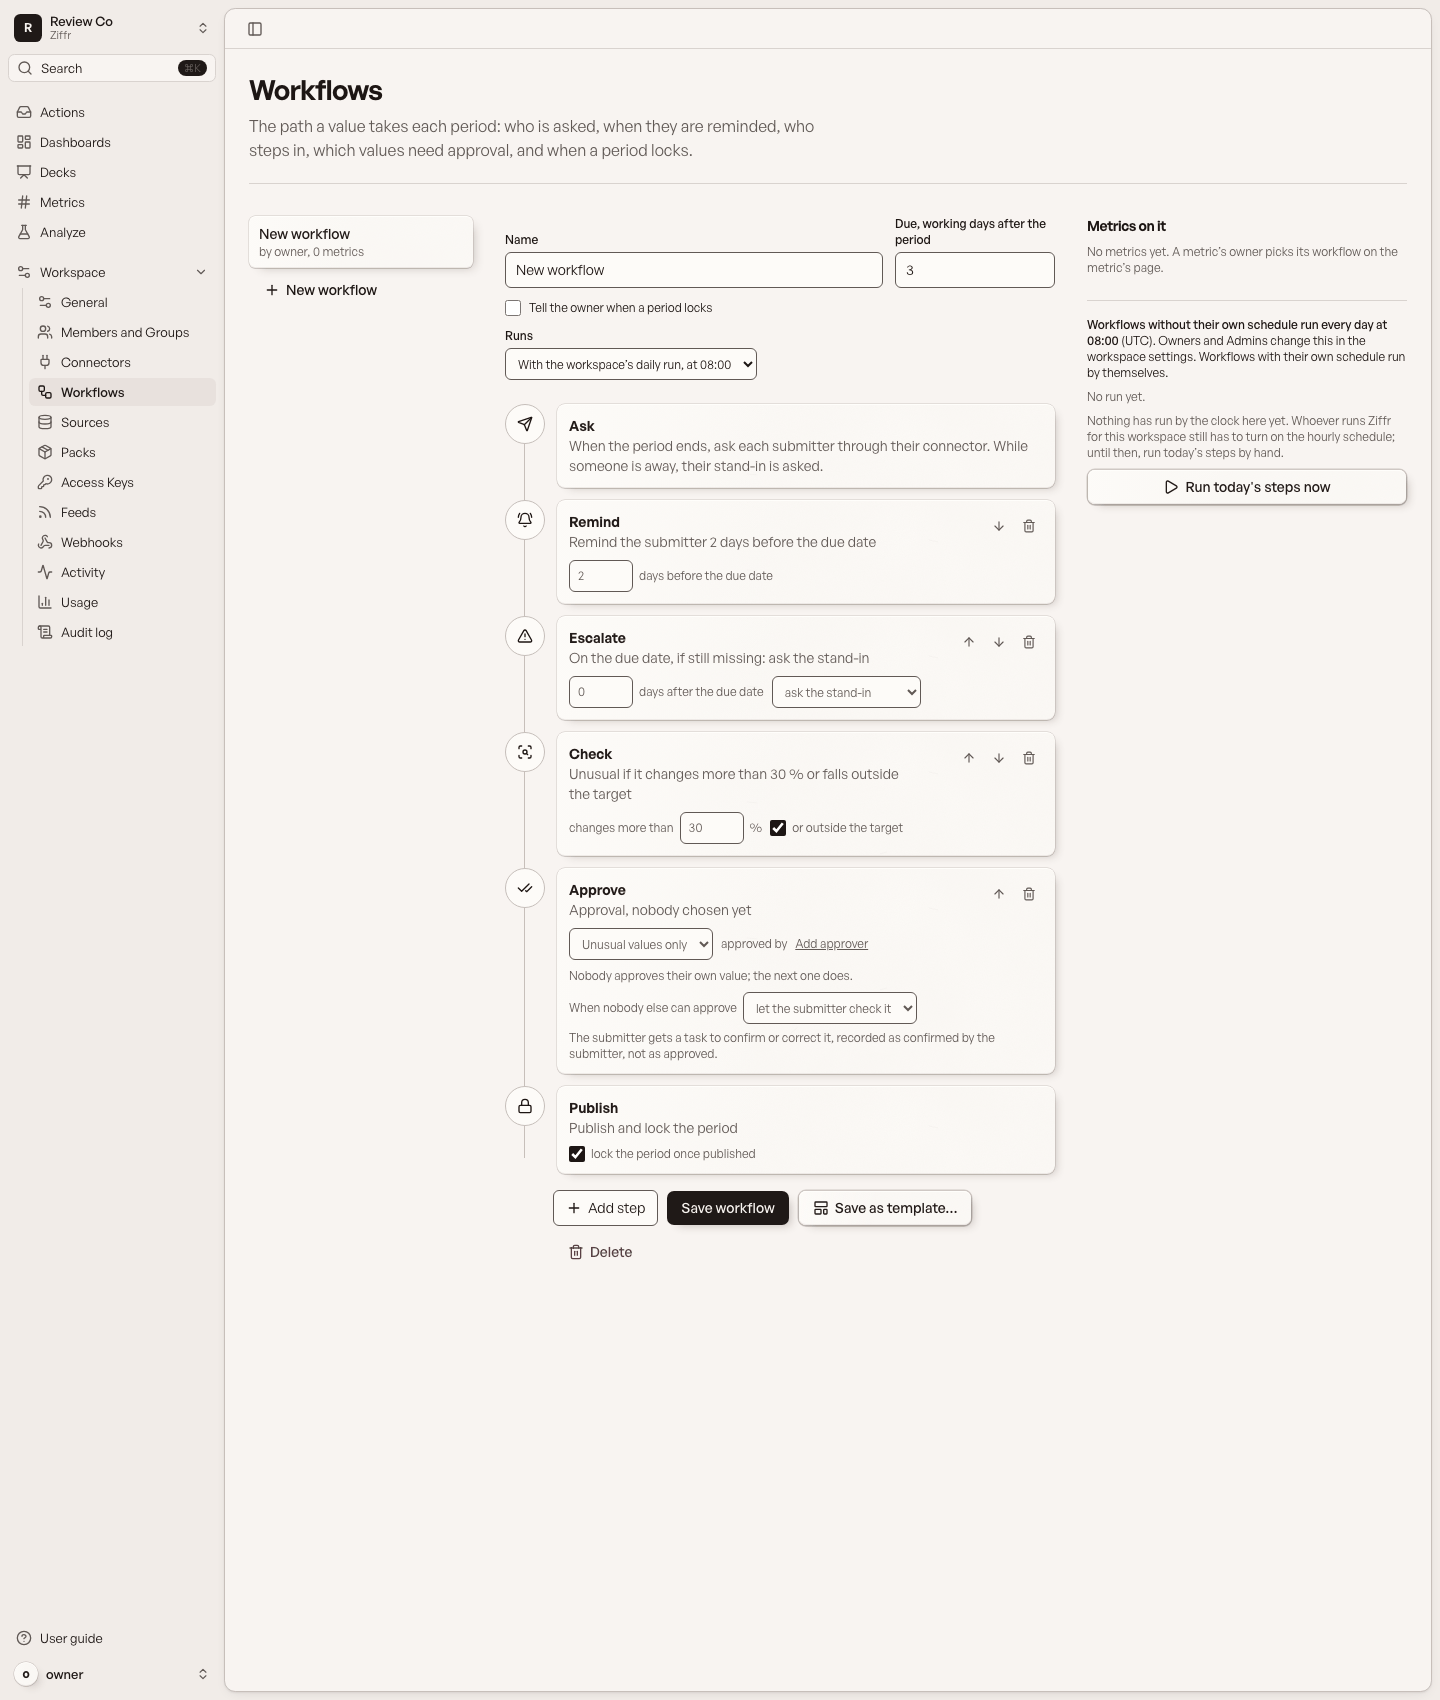 R
Review Co
Ziffr
Search
⌘K
Actions
Dashboards
Decks
Metrics
Analyze
Workspace
General
Members and Groups
Connectors
Workflows
Sources
Packs
Access Keys
Feeds
Webhooks
Activity
Usage
Audit log
User guide
o
owner
Workflows
The path a value takes each period: who is asked, when they are reminded, who
steps in, which values need approval, and when a period locks.
New workflow
by owner, 0 metrics
New workflow
Name
New workflow
Due, working days after the
period
3
Tell the owner when a period locks
Runs
With the workspace's daily run, at 08:00
Ask
When the period ends, ask each submitter through their connector. While
someone is away, their stand-in is asked.
Remind
Remind the submitter 2 days before the due date
2 days before the due date
Escalate
On the due date, if still missing: ask the stand-in
0 days after the due date ask the stand-in
Check
Unusual if it changes more than 30 % or falls outside
the target
changes more than 30 % or outside the target
Approve
Approval, nobody chosen yet
Unusual values only approved by Add approver
Nobody approves their own value; the next one does.
When nobody else can approve let the submitter check it
The submitter gets a task to confirm or correct it, recorded as confirmed by the
submitter, not as approved.
Publish
Publish and lock the period
lock the period once published
Add step
Save workflow
Save as template...
Delete
Metrics on it
No metrics yet. A metric's owner picks its workflow on the
metric's page.
Workflows without their own schedule run every day at
08:00 (UTC). Owners and Admins change this in the
workspace settings. Workflows with their own schedule run
by themselves.
No run yet.
Nothing has run by the clock here yet. Whoever runs Ziffr
for this workspace still has to turn on the hourly schedule;
until then, run today's steps by hand.
Run today's steps now